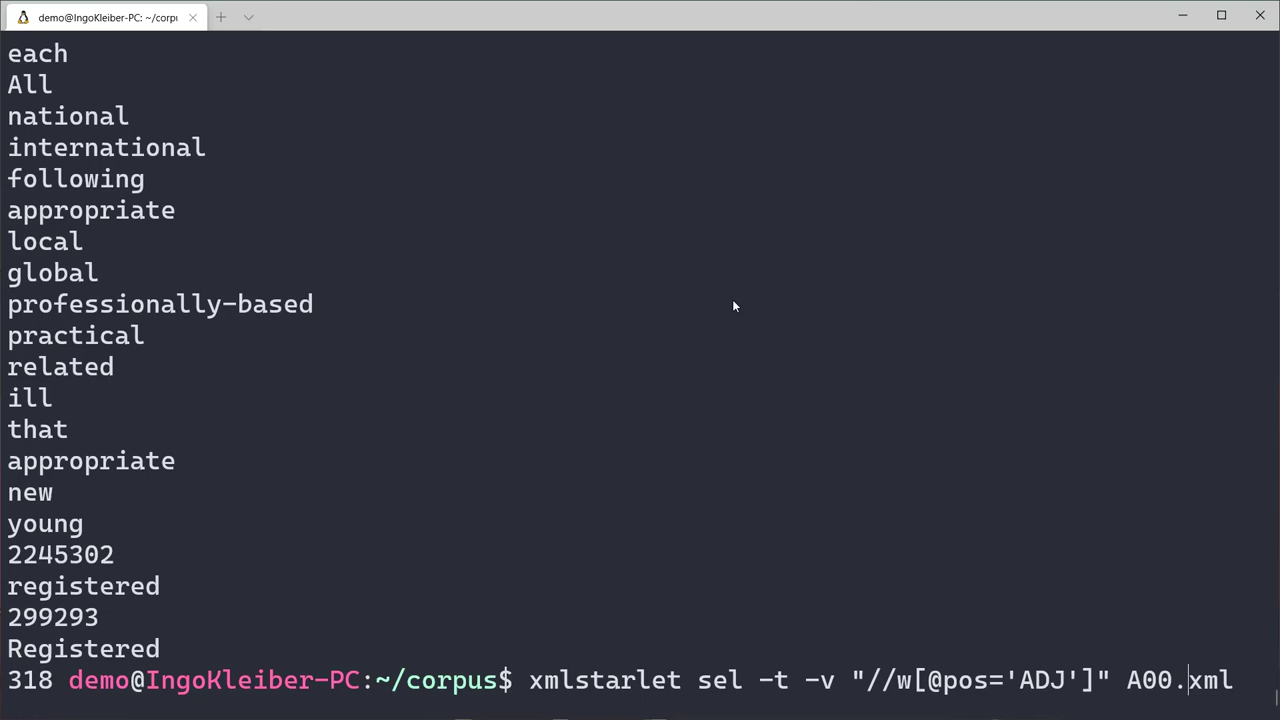 demo@IngoKleiber-PC: ~/corpu
each
All
national
international
following
appropriate
local
global
professionally-based
practical
related
ill
that
appropriate
new
young
2245302
registered
299293
Registered
318 demo@IngoKleiber-PC:~/corpus$ xmlstarlet sel -t -v "//w[@pos='ADJ']" A00.xml